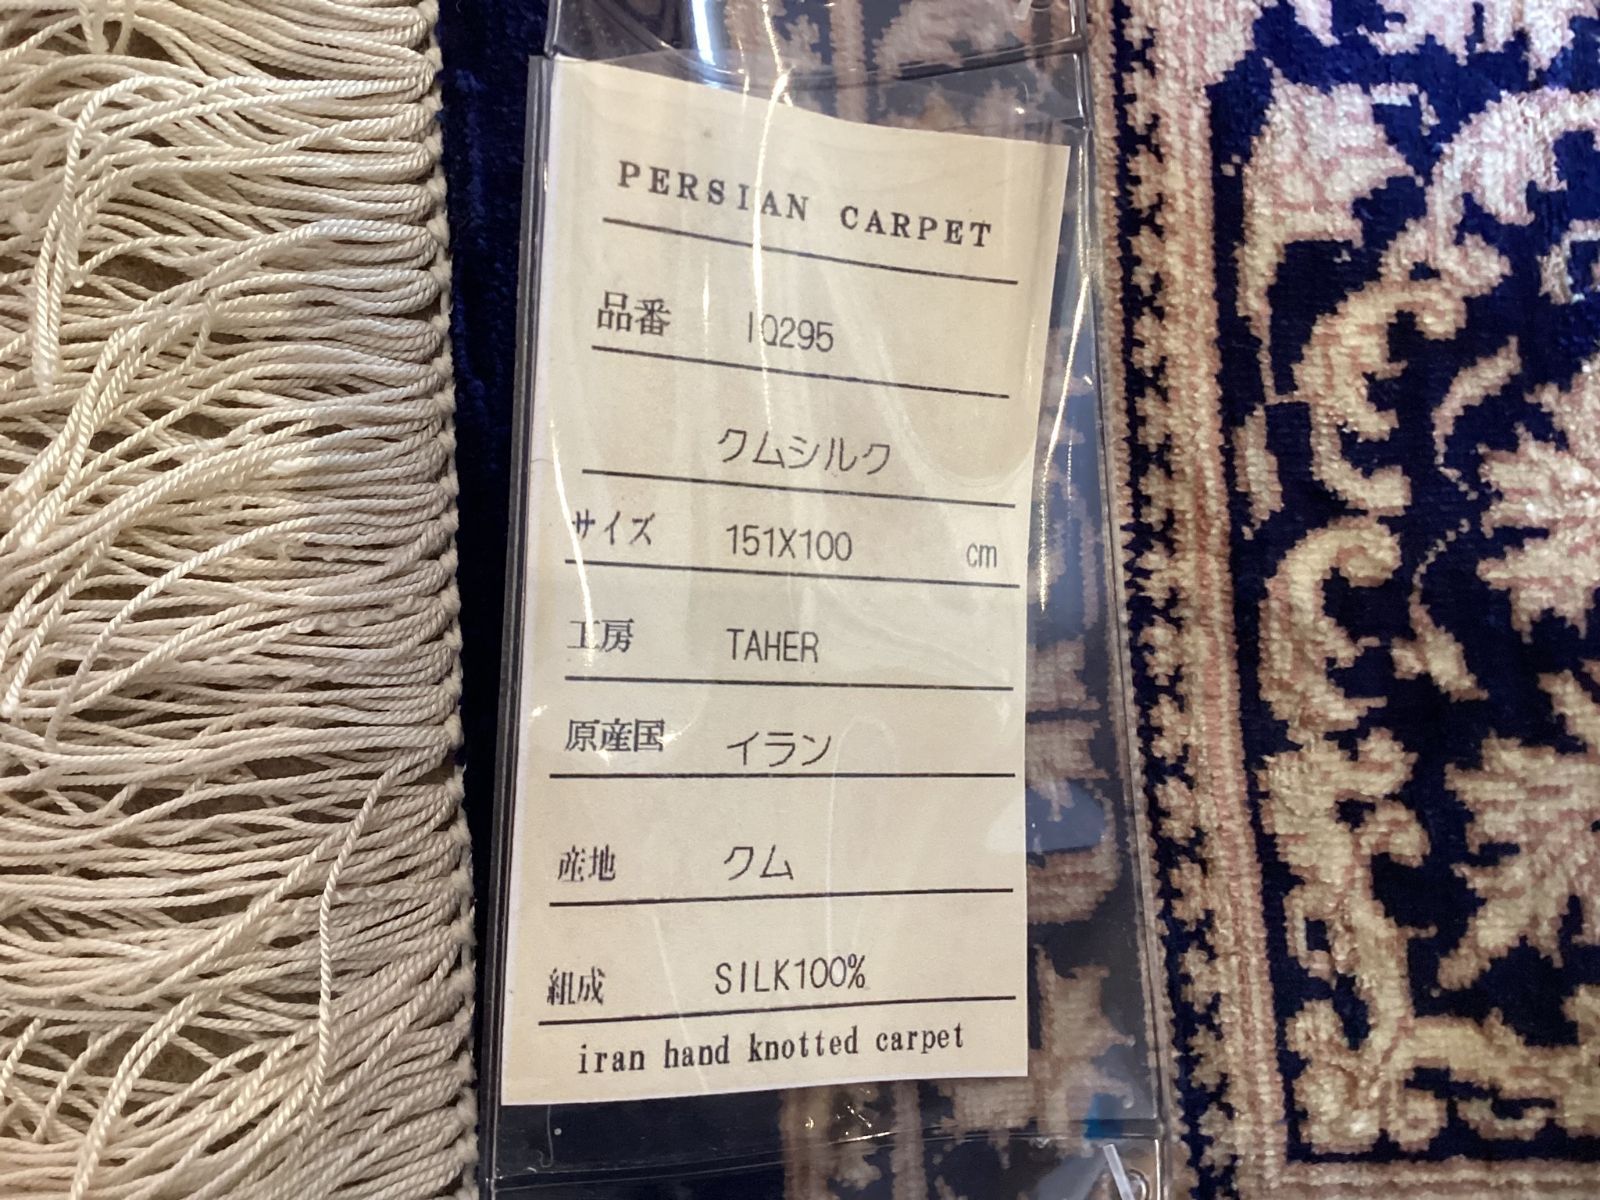 PERSIAN CARPET
品番 IQ295
クムシルク
サイズ 151X100 cm
工房 TAHER
原産国 イラン
産地 クム
組成 SILK100%
iran hand knotted carpet